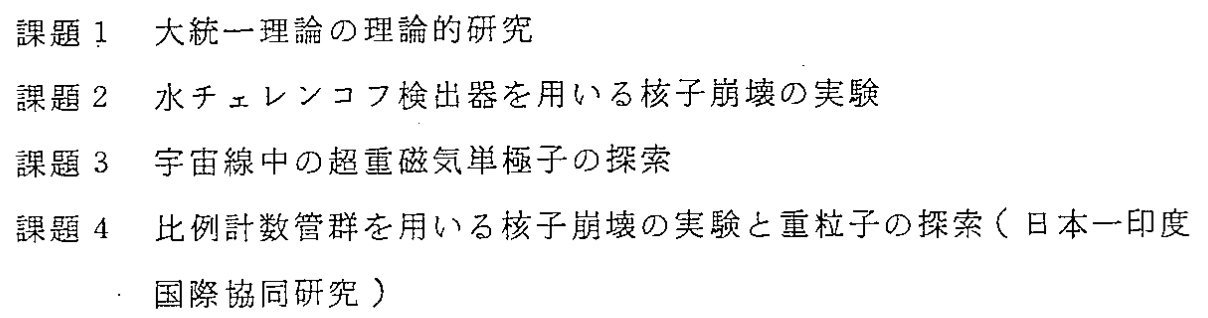 課題1 大統一理論の理論的研究
課題2 水チェレンコフ検出器を用いる核子崩壊の実験
課題3 宇宙線中の超重磁気単極子の探索
課題4 比例計数管群を用いる核子崩壊の実験と重粒子の探索(日本一印度
国際協同研究)